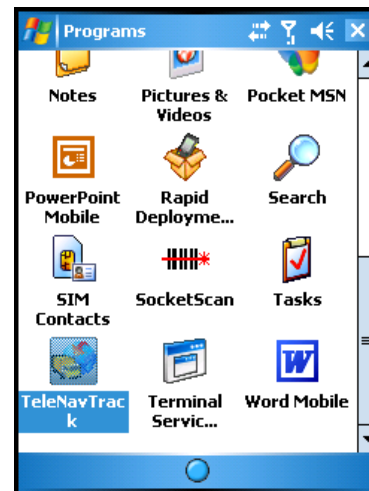 Programs
Notes
Pictures &
Videos
Pocket MSN
PowerPoint
Mobile
Rapid
Deployme...
Search
SIM
Contacts
SocketScan
Tasks
TeleNavTrac
k
Terminal
Servic...
Word Mobile